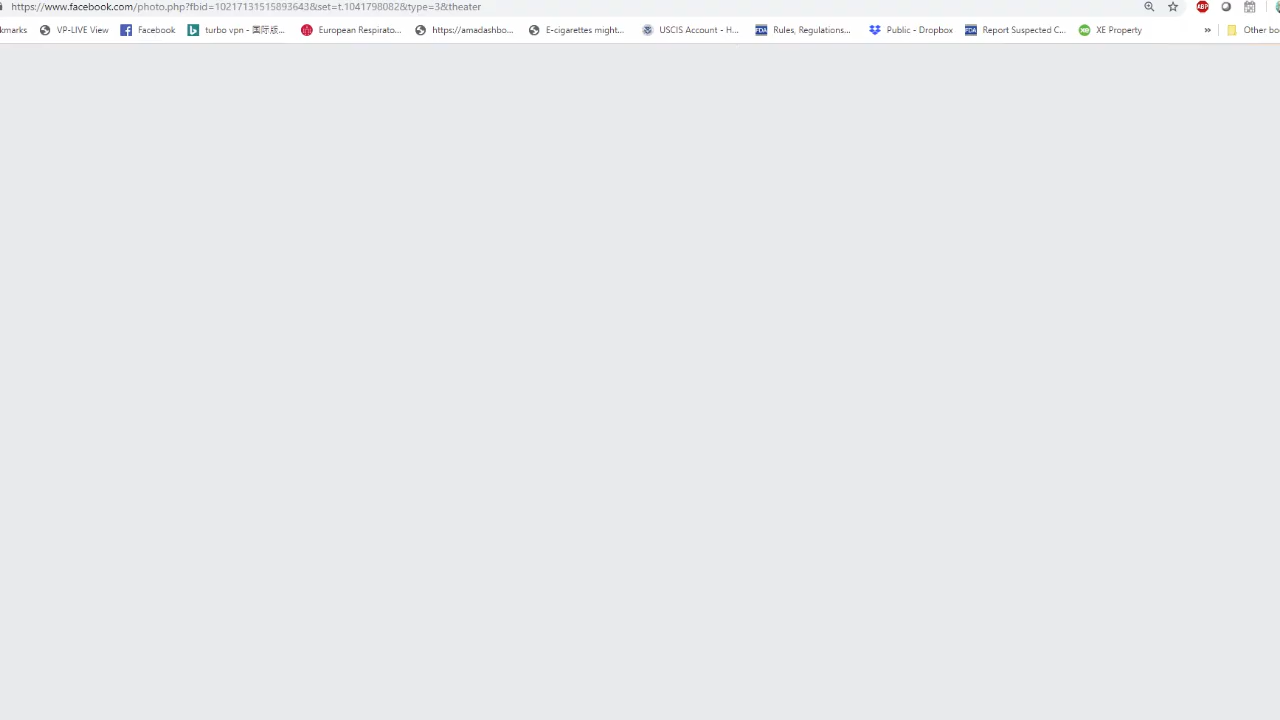 https://www.facebook.com/photo.php?fbid=10217131515893643&set=t.1041798082&type=3&theater
kmarks VP-LIVE View Facebook turbo vpn - 国际版... European Respirato... https://amadashbo... E-cigarettes might... USCIS Account - H... Rules, Regulations... Public - Dropbox Report Suspected C... XE Property » Other bo